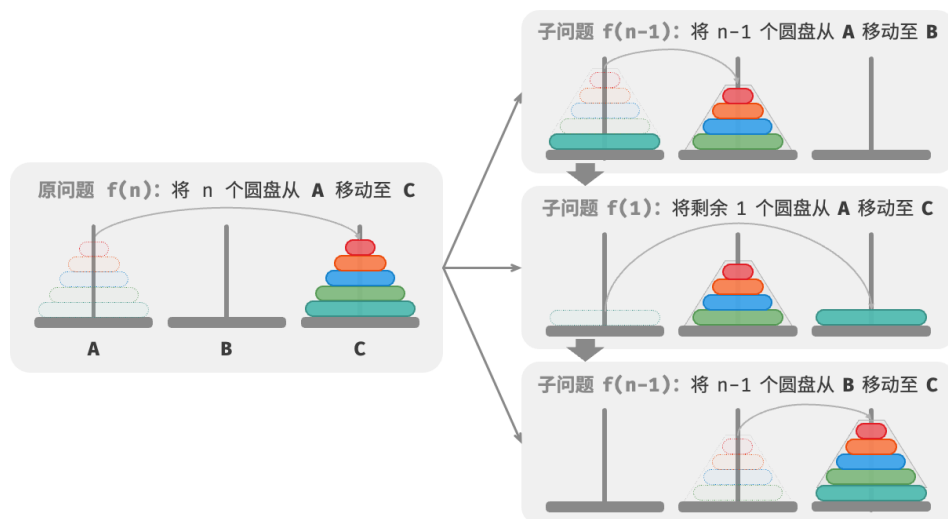 原问题 f(n)：将 n 个圆盘从 A 移动至 C
A B C
子问题 f(n-1)：将 n-1 个圆盘从 A 移动至 B
子问题 f(1)：将剩余 1 个圆盘从 A 移动至 C
子问题 f(n-1)：将 n-1 个圆盘从 B 移动至 C